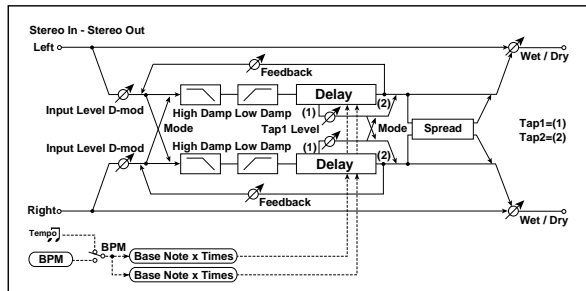 Stereo In - Stereo Out
Left
Wet / Dry
Feedback
Input Level D-mod
High Damp Low Damp
Delay
(1)
(2)
Mode
Tap1 Level
Mode
Spread
Tap1=(1)
Tap2=(2)
Input Level D-mod
High Damp Low Damp
(1)
Delay
(2)
Feedback
Right
Wet / Dry
Tempo
BPM
BPM
Base Note x Times
Base Note x Times